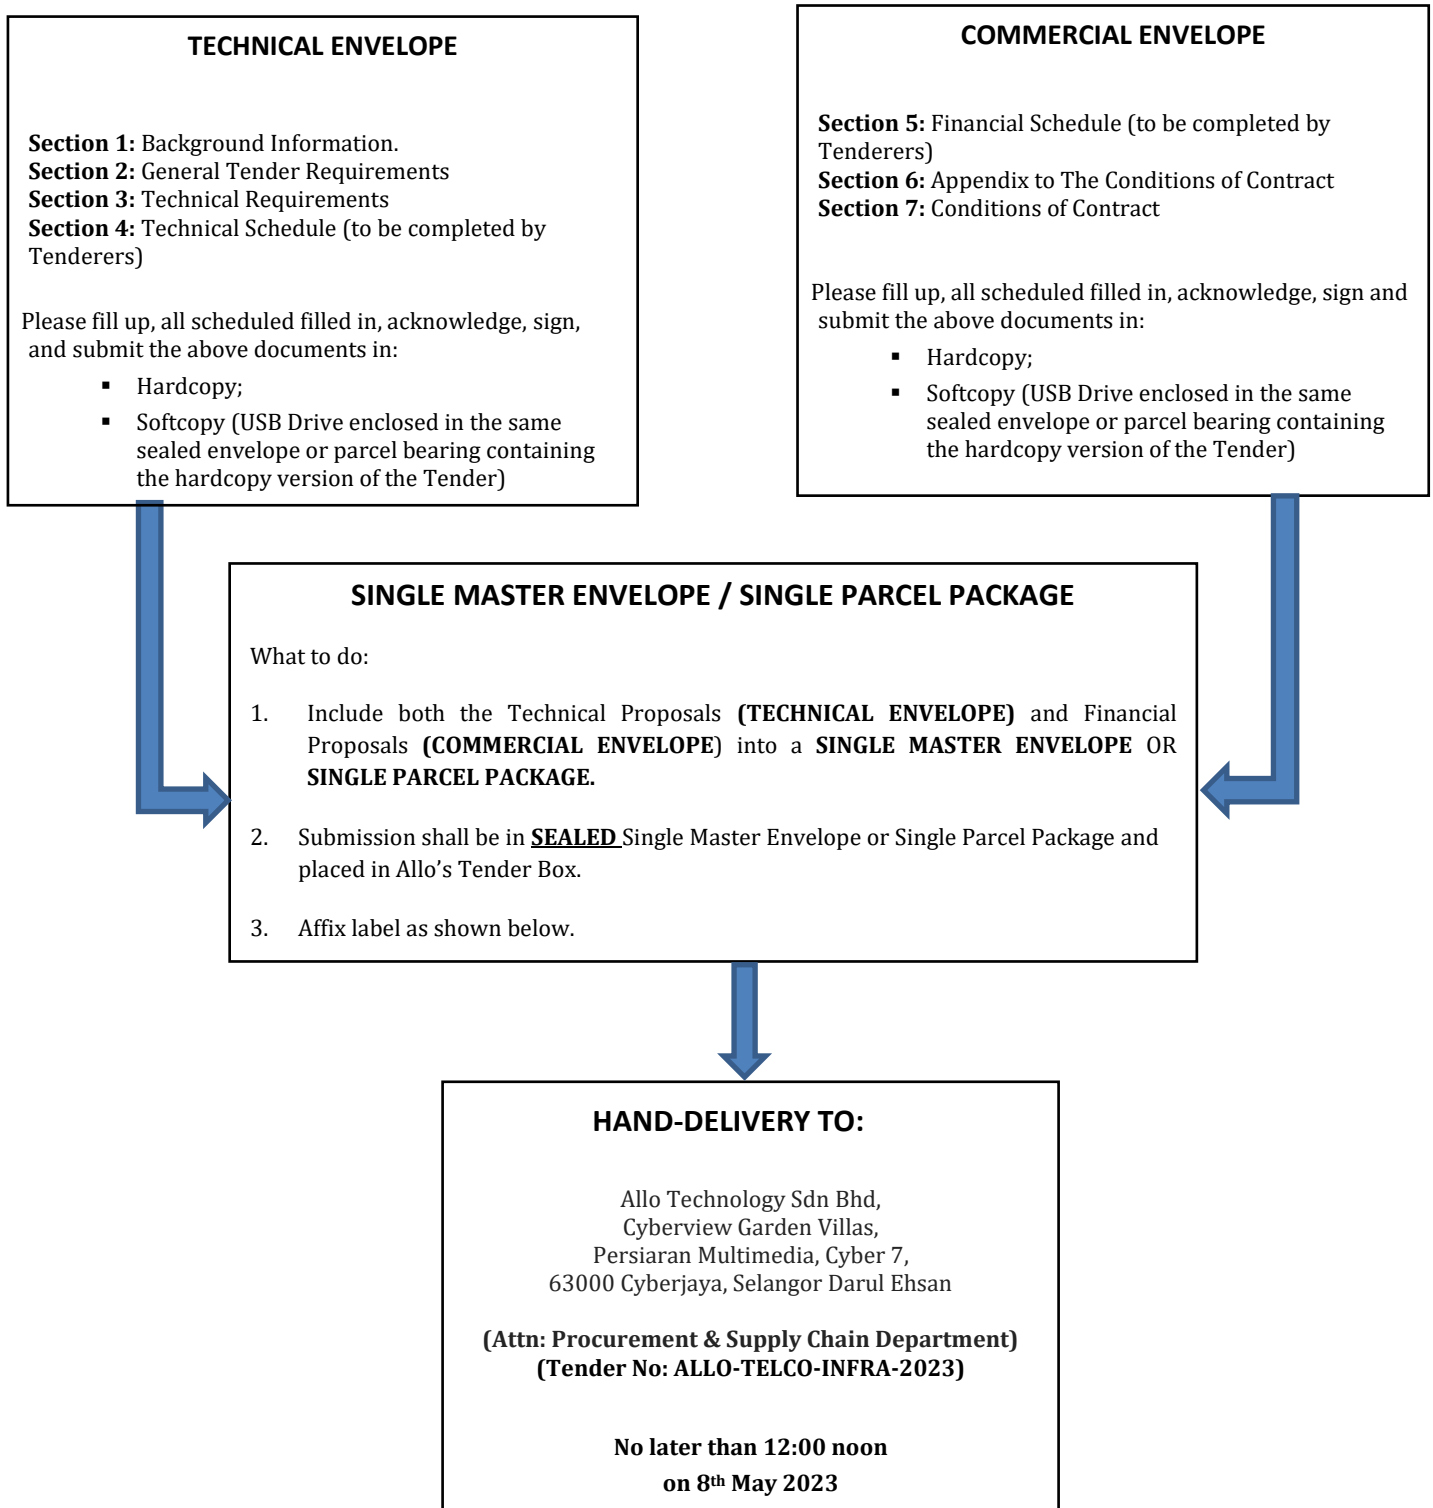 TECHNICAL ENVELOPE
Section 1: Background Information.
Section 2: General Tender Requirements
Section 3: Technical Requirements
Section 4: Technical Schedule (to be completed by
Tenderers)
Please fill up, all scheduled filled in, acknowledge, sign,
and submit the above documents in:
▪ Hardcopy;
▪ Softcopy (USB Drive enclosed in the same
sealed envelope or parcel bearing containing
the hardcopy version of the Tender)
COMMERCIAL ENVELOPE
Section 5: Financial Schedule (to be completed by
Tenderers)
Section 6: Appendix to The Conditions of Contract
Section 7: Conditions of Contract
Please fill up, all scheduled filled in, acknowledge, sign and
submit the above documents in:
▪ Hardcopy;
▪ Softcopy (USB Drive enclosed in the same
sealed envelope or parcel bearing containing
the hardcopy version of the Tender)
SINGLE MASTER ENVELOPE / SINGLE PARCEL PACKAGE
What to do:
1. Include both the Technical Proposals (TECHNICAL ENVELOPE) and Financial
Proposals (COMMERCIAL ENVELOPE) into a SINGLE MASTER ENVELOPE OR
SINGLE PARCEL PACKAGE.
2. Submission shall be in SEALED Single Master Envelope or Single Parcel Package and
placed in Allo’s Tender Box.
3. Affix label as shown below.
HAND-DELIVERY TO:
Allo Technology Sdn Bhd,
Cyberview Garden Villas,
Persiaran Multimedia, Cyber 7,
63000 Cyberjaya, Selangor Darul Ehsan
(Attn: Procurement & Supply Chain Department)
(Tender No: ALLO-TELCO-INFRA-2023)
No later than 12:00 noon
on 8th May 2023